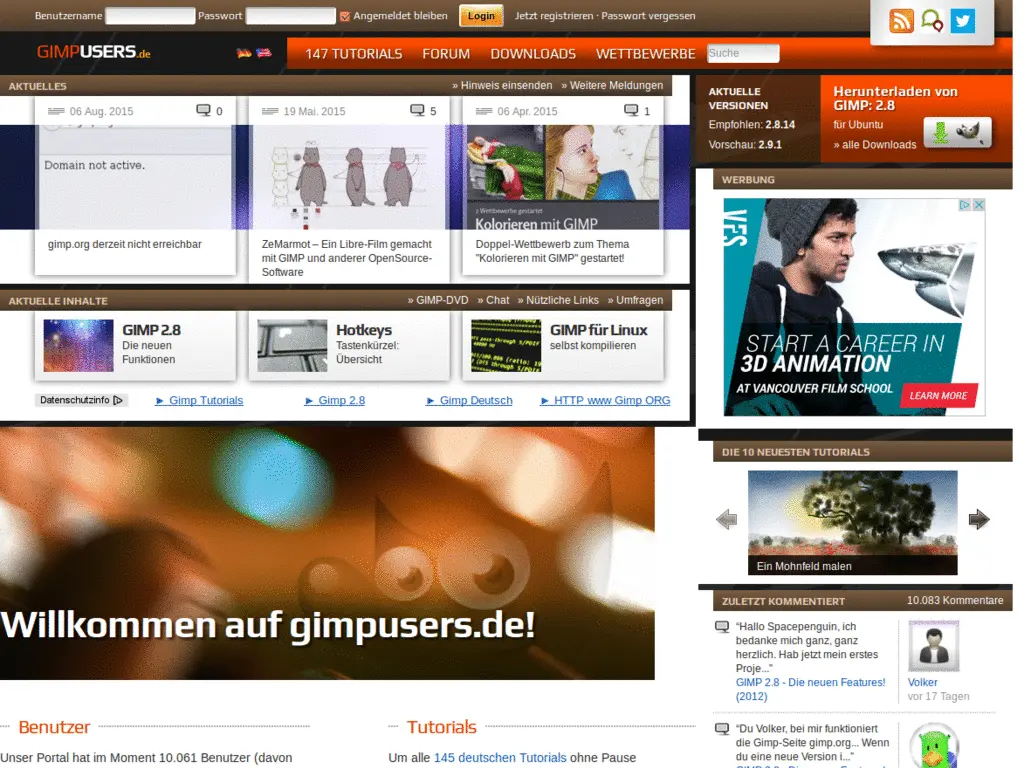 Benutzername Passwort Angemeldet bleiben Login Jetzt registrieren · Passwort vergessen
GIMPUSERS.de
147 TUTORIALS FORUM DOWNLOADS WETTBEWERBE Suche
AKTUELLES » Hinweis einsenden » Weitere Meldungen
06 Aug. 2015 0
Domain not active.
gimp.org derzeit nicht erreichbar
19 Mai. 2015 5
ZeMarmot – Ein Libre-Film gemacht
mit GIMP und anderer OpenSource-
Software
06 Apr. 2015 1
2 Wettbewerbe gestartet
Kolorieren mit GIMP
Doppel-Wettbewerb zum Thema
"Kolorieren mit GIMP" gestartet!
AKTUELLE
VERSIONEN
Empfohlen: 2.8.14
Vorschau: 2.9.1
Herunterladen von
GIMP: 2.8
für Ubuntu
» alle Downloads
WERBUNG
VFS
START A CAREER IN
3D ANIMATION
AT VANCOUVER FILM SCHOOL
LEARN MORE
AKTUELLE INHALTE » GIMP-DVD » Chat » Nützliche Links » Umfragen
GIMP 2.8
Die neuen
Funktionen
Hotkeys
Tastenkürzel:
Übersicht
GIMP für Linux
selbst kompilieren
Datenschutzinfo ► Gimp Tutorials ► Gimp 2.8 ► Gimp Deutsch ► HTTP www Gimp ORG
Willkommen auf gimpusers.de!
DIE 10 NEUESTEN TUTORIALS
Ein Mohnfeld malen
ZULETZT KOMMENTIERT 10.083 Kommentare
“Hallo Spacepenguin, ich
bedanke mich ganz, ganz
herzlich. Hab jetzt mein erstes
Proje...”
GIMP 2.8 - Die neuen Features!
(2012)
Volker
vor 17 Tagen
“Du Volker, bei mir funktioniert
die Gimp-Seite gimp.org... Wenn
du eine neue Version i...”
Benutzer
Unser Portal hat im Moment 10.061 Benutzer (davon
Tutorials
Um alle 145 deutschen Tutorials ohne Pause